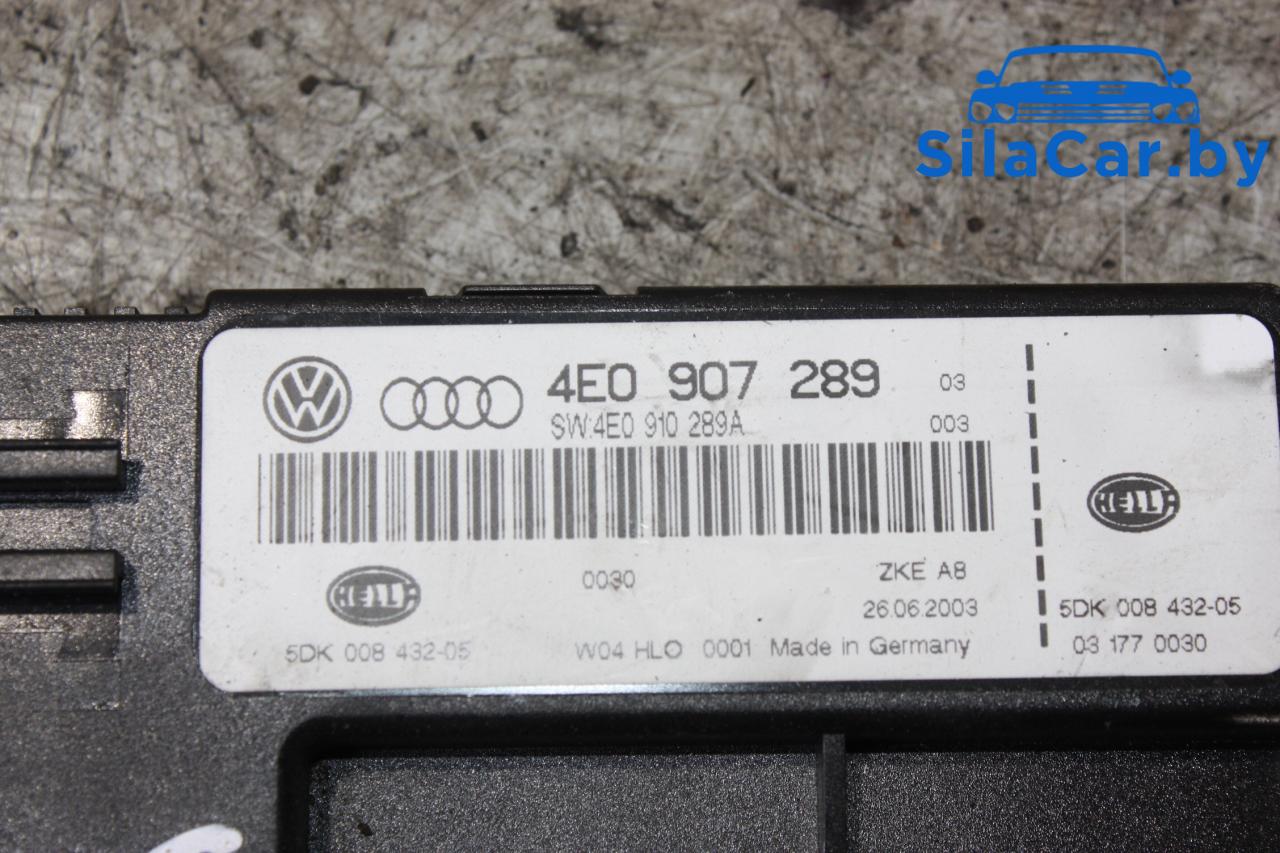 SilaCar.by
4E0 907 289 03
SW:4E0 910 289A 003
HELLA
0030 ZKE A8
HELLA
26.06.2003
5DK 008 432-05
5DK 008 432-05 W04 HLO 0001 Made in Germany
03 177 0030